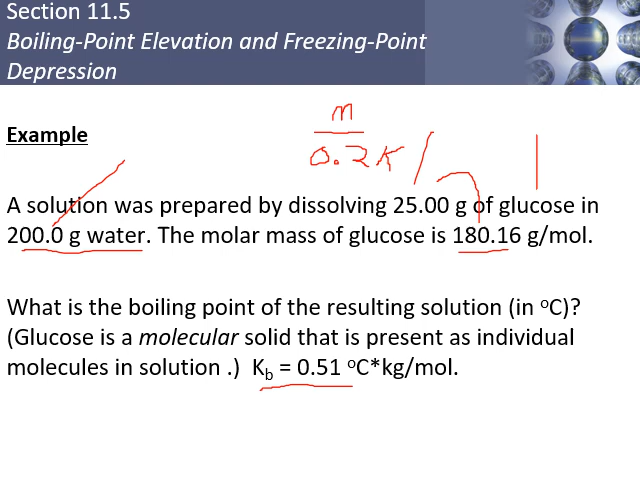 Section 11.5
Boiling-Point Elevation and Freezing-Point
Depression
m
Example
0.2K
A solution was prepared by dissolving 25.00 g of glucose in
200.0 g water. The molar mass of glucose is 180.16 g/mol.
What is the boiling point of the resulting solution (in °C)?
(Glucose is a molecular solid that is present as individual
molecules in solution .) Kb = 0.51 °C*kg/mol.